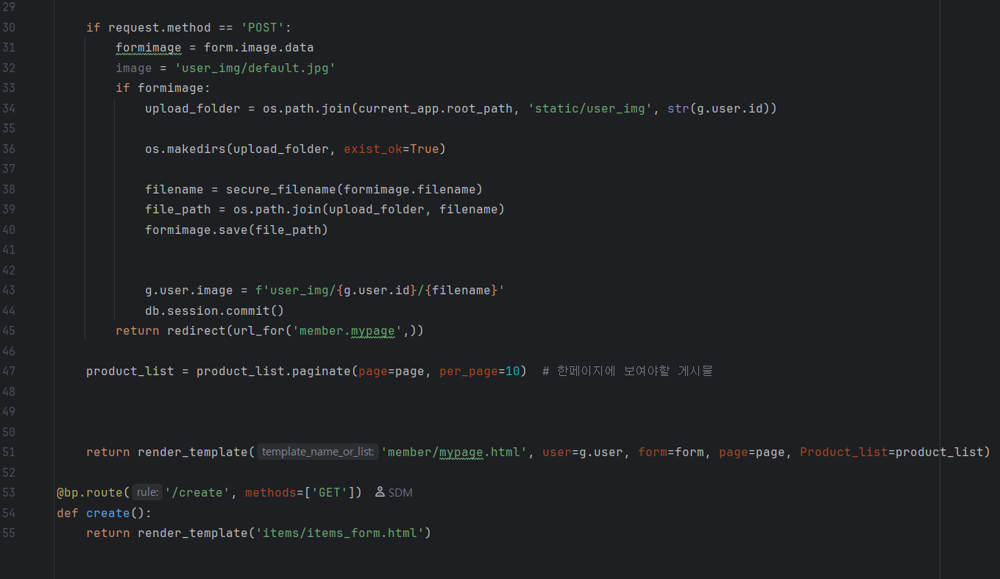 29
30 if request.method == 'POST':
31 formimage = form.image.data
32 image = 'user_img/default.jpg'
33 if formimage:
34 upload_folder = os.path.join(current_app.root_path, 'static/user_img', str(g.user.id))
35
36 os.makedirs(upload_folder, exist_ok=True)
37
38 filename = secure_filename(formimage.filename)
39 file_path = os.path.join(upload_folder, filename)
40 formimage.save(file_path)
41
42
43 g.user.image = f'user_img/{g.user.id}/{filename}'
44 db.session.commit()
45 return redirect(url_for('member.mypage',))
46
47 product_list = product_list.paginate(page=page, per_page=10)  # 한페이지에 보여야할 게시물
48
49
50
51 return render_template( template_name_or_list: 'member/mypage.html', user=g.user, form=form, page=page, Product_list=product_list)
52
53 @bp.route( rule: '/create', methods=['GET']) SDM
54 def create():
55 return render_template('items/items_form.html')